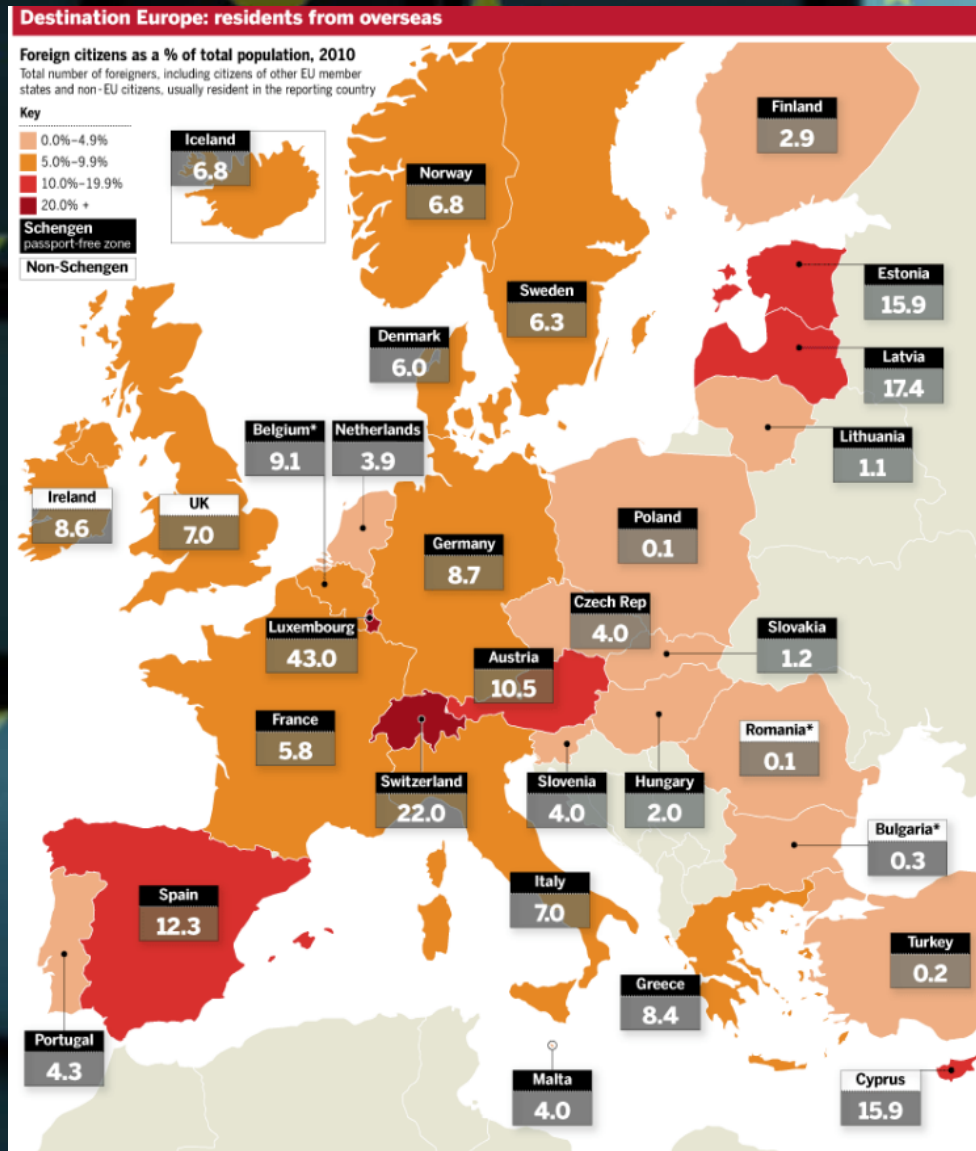 Destination Europe: residents from overseas
Foreign citizens as a % of total population, 2010
Total number of foreigners, including citizens of other EU member
states and non-EU citizens, usually resident in the reporting country
Key
0.0%–4.9%
5.0%–9.9%
10.0%–19.9%
20.0% +
Schengen
passport-free zone
Non-Schengen
Iceland
6.8
Norway
6.8
Finland
2.9
Sweden
6.3
Estonia
15.9
Denmark
6.0
Latvia
17.4
Belgium*
9.1
Netherlands
3.9
Lithuania
1.1
Ireland
8.6
UK
7.0
Germany
8.7
Poland
0.1
Czech Rep
4.0
Luxembourg
43.0
Slovakia
1.2
Austria
10.5
France
5.8
Romania*
0.1
Switzerland
22.0
Slovenia
4.0
Hungary
2.0
Bulgaria*
0.3
Spain
12.3
Italy
7.0
Turkey
0.2
Greece
8.4
Portugal
4.3
Malta
4.0
Cyprus
15.9